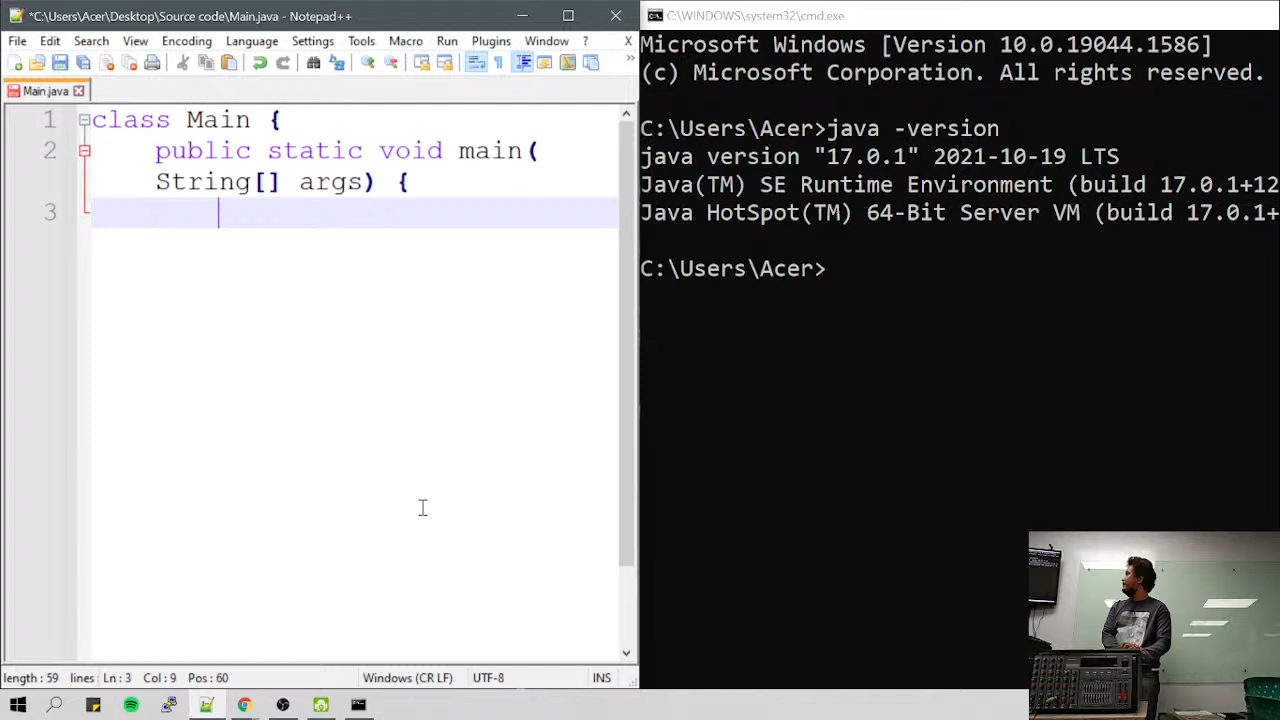 *C:\Users\Acer\Desktop\Source code\Main.java - Notepad++
File Edit Search View Encoding Language Settings Tools Macro Run Plugins Window ? X
Main.java
1 class Main {
2 public static void main(
String[] args) {
3
length: 59 lines: Ln: 3 Col: 9 Pos: 60 Windows (CR LF) UTF-8 INS
C:\WINDOWS\system32\cmd.exe
Microsoft Windows [Version 10.0.19044.1586]
(c) Microsoft Corporation. All rights reserved.
C:\Users\Acer>java -version
java version "17.0.1" 2021-10-19 LTS
Java(TM) SE Runtime Environment (build 17.0.1+12
Java HotSpot(TM) 64-Bit Server VM (build 17.0.1+
C:\Users\Acer>